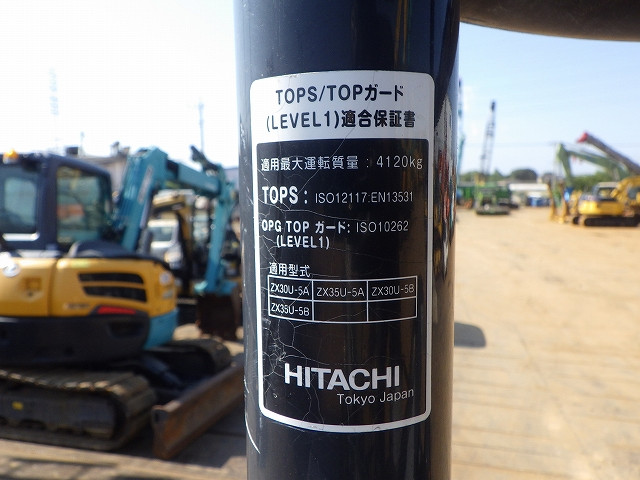 TOPS/TOPガード
(LEVEL1)適合保証書
適用最大運転質量：4120kg
TOPS：ISO12117:EN13531
OPG TOP ガード：ISO10262
(LEVEL1)
適用型式
ZX30U-5A ZX35U-5A ZX30U-5B
ZX35U-5B
HITACHI
Tokyo Japan